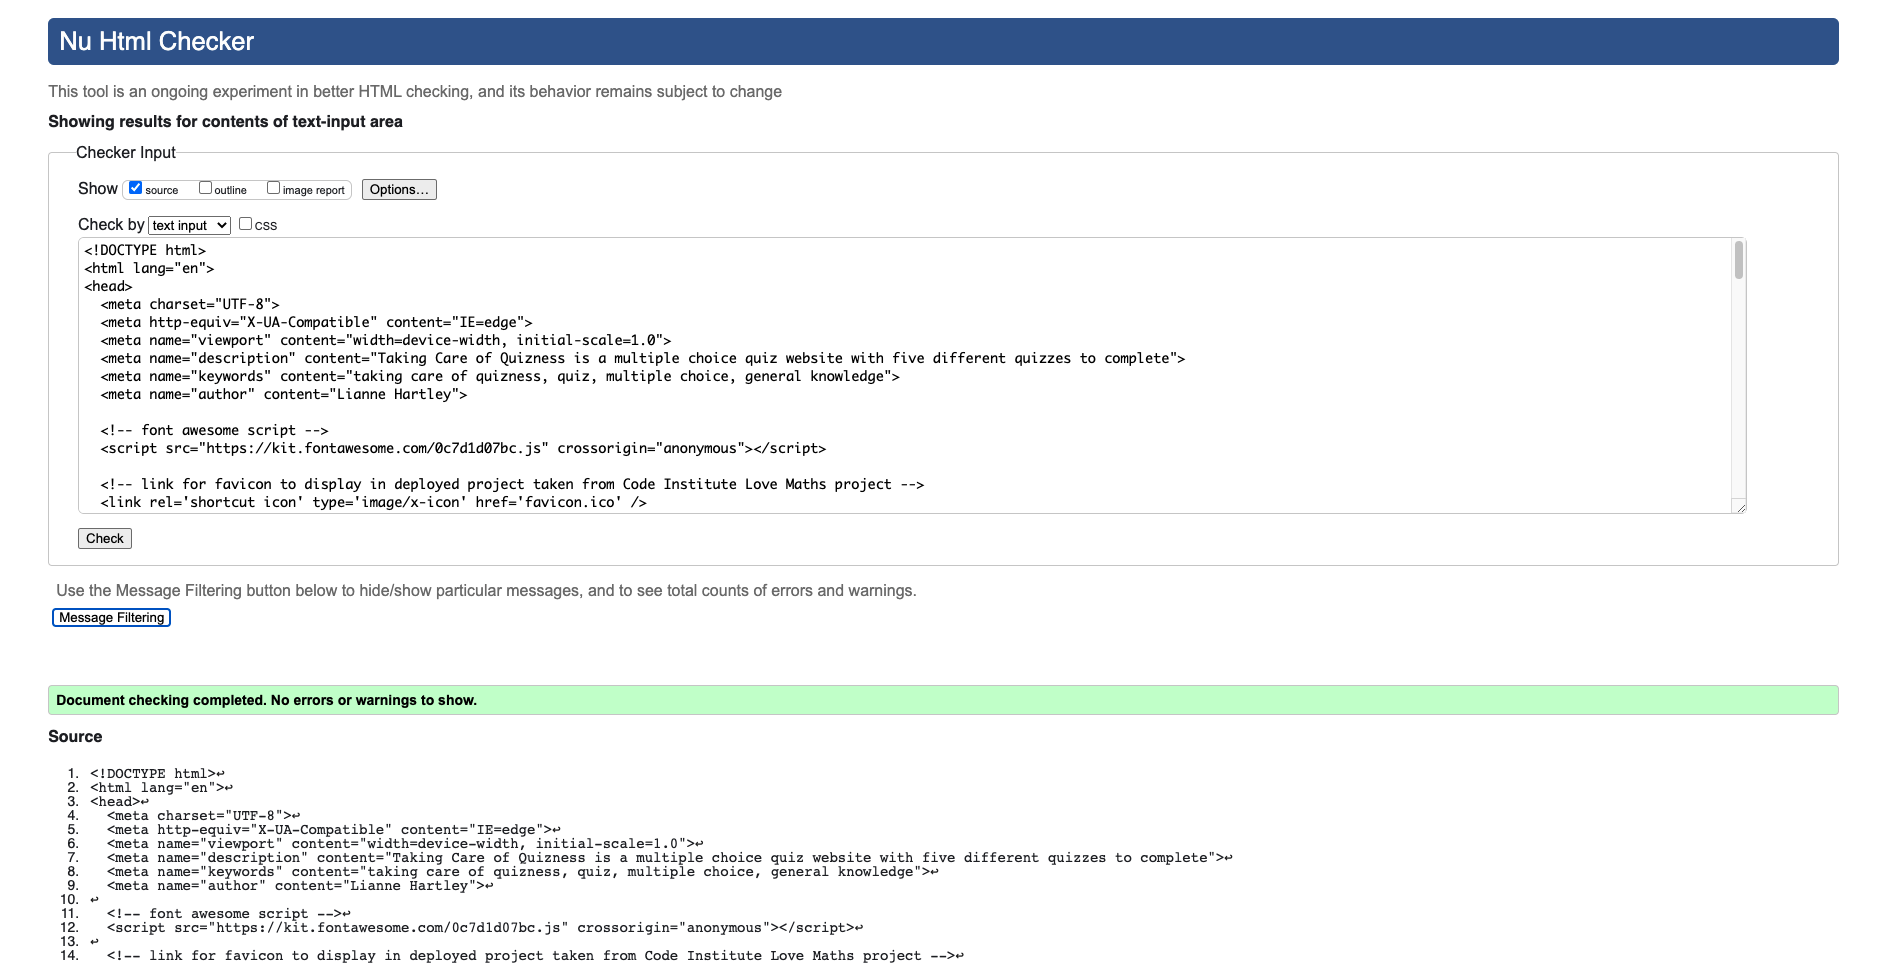 Nu Html Checker
This tool is an ongoing experiment in better HTML checking, and its behavior remains subject to change
Showing results for contents of text-input area
Checker Input
Show source outline image report Options...
Check by text input CSS
<!DOCTYPE html>
<html lang="en">
<head>
  <meta charset="UTF-8">
  <meta http-equiv="X-UA-Compatible" content="IE=edge">
  <meta name="viewport" content="width=device-width, initial-scale=1.0">
  <meta name="description" content="Taking Care of Quizness is a multiple choice quiz website with five different quizzes to complete">
  <meta name="keywords" content="taking care of quizness, quiz, multiple choice, general knowledge">
  <meta name="author" content="Lianne Hartley">
  <!-- font awesome script -->
  <script src="https://kit.fontawesome.com/0c7d1d07bc.js" crossorigin="anonymous"></script>
  <!-- link for favicon to display in deployed project taken from Code Institute Love Maths project -->
  <link rel='shortcut icon' type='image/x-icon' href='favicon.ico' />
Check
Use the Message Filtering button below to hide/show particular messages, and to see total counts of errors and warnings.
Message Filtering
Document checking completed. No errors or warnings to show.
Source
1. <!DOCTYPE html>↩
2. <html lang="en">↩
3. <head>↩
4.   <meta charset="UTF-8">↩
5.   <meta http-equiv="X-UA-Compatible" content="IE=edge">↩
6.   <meta name="viewport" content="width=device-width, initial-scale=1.0">↩
7.   <meta name="description" content="Taking Care of Quizness is a multiple choice quiz website with five different quizzes to complete">↩
8.   <meta name="keywords" content="taking care of quizness, quiz, multiple choice, general knowledge">↩
9.   <meta name="author" content="Lianne Hartley">↩
10. ↩
11.   <!-- font awesome script -->↩
12.   <script src="https://kit.fontawesome.com/0c7d1d07bc.js" crossorigin="anonymous"></script>↩
13. ↩
14.   <!-- link for favicon to display in deployed project taken from Code Institute Love Maths project -->↩